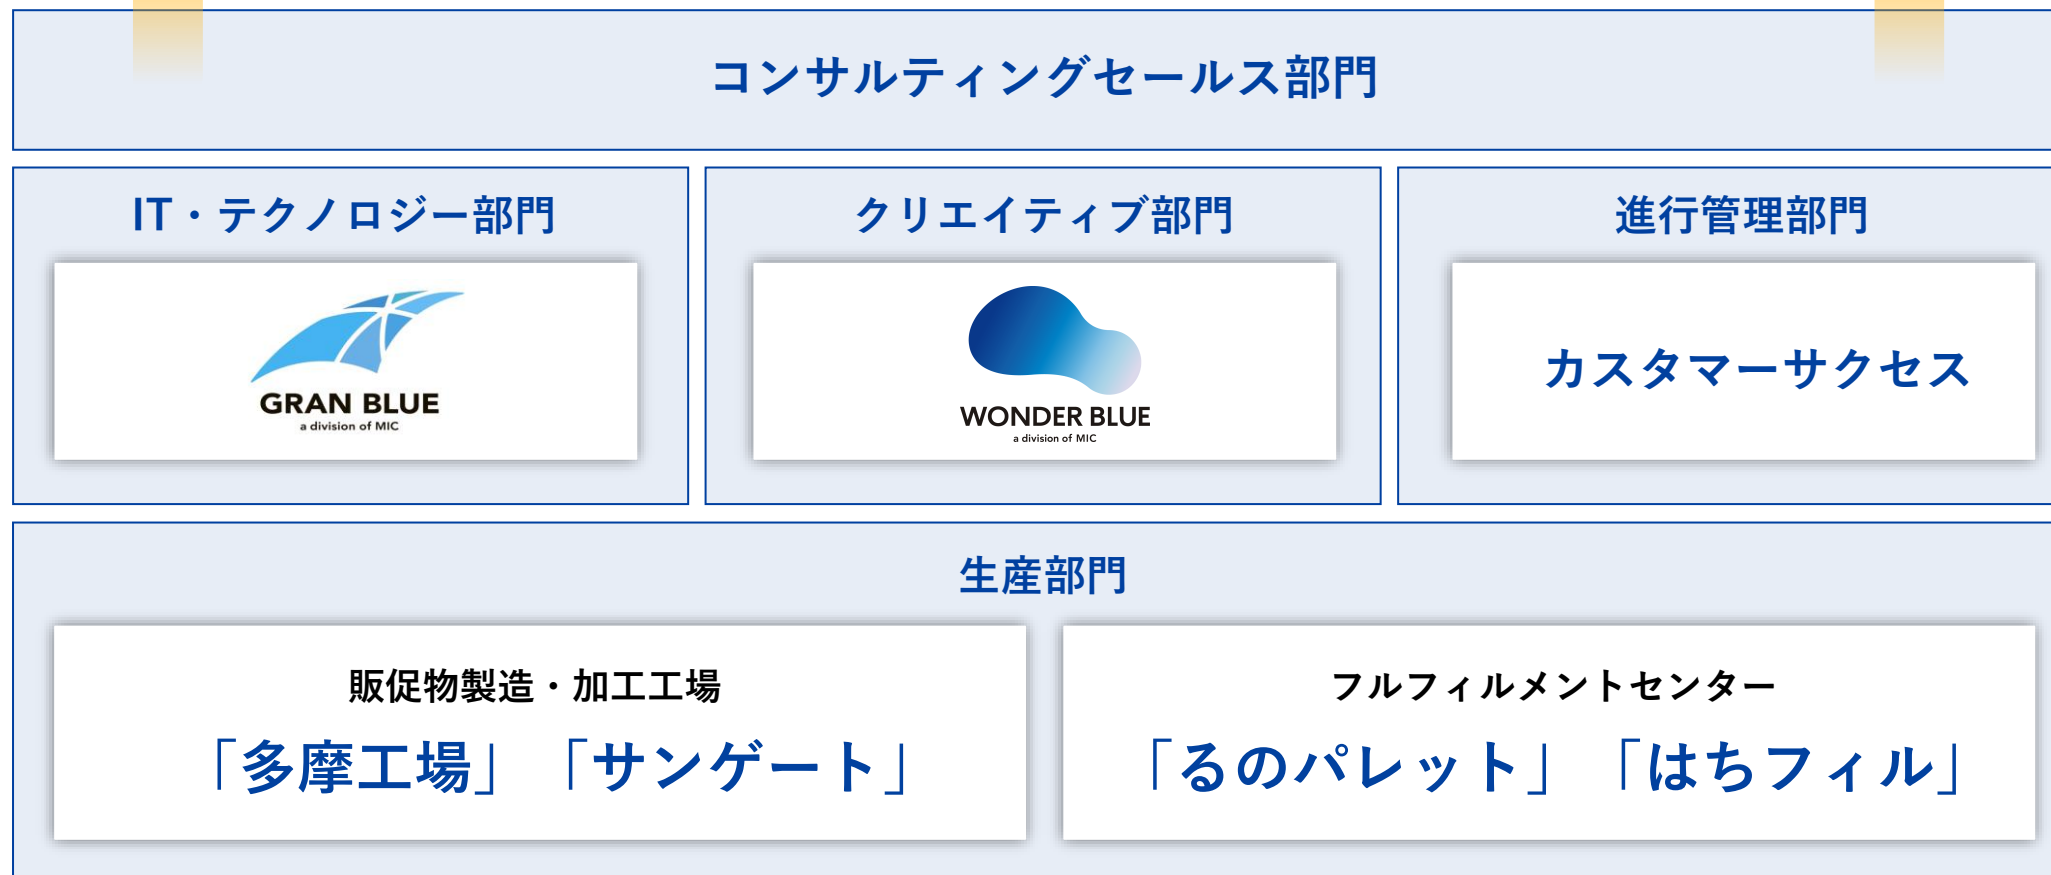 コンサルティングセールス部門
IT・テクノロジー部門
クリエイティブ部門
進行管理部門
GRAN BLUE
a division of MIC
WONDER BLUE
a division of MIC
カスタマーサクセス
生産部門
販促物製造・加工工場
「多摩工場」「サンゲート」
フルフィルメントセンター
「るのパレット」「はちフィル」